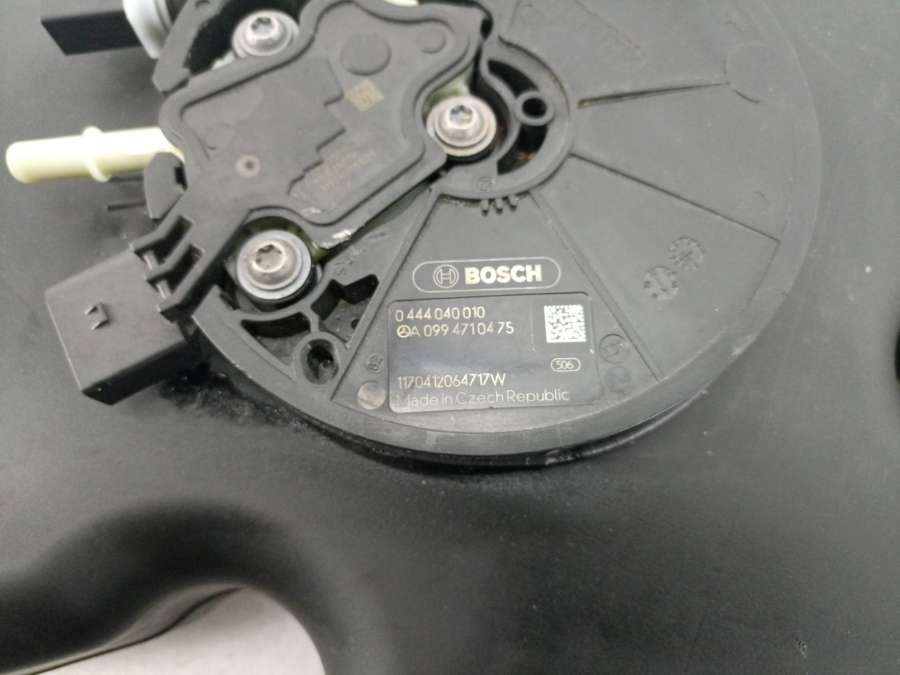 BOSCH
0 444 040 010
A 099 471 04 75
506
1170412064717W
Made in Czech Republic